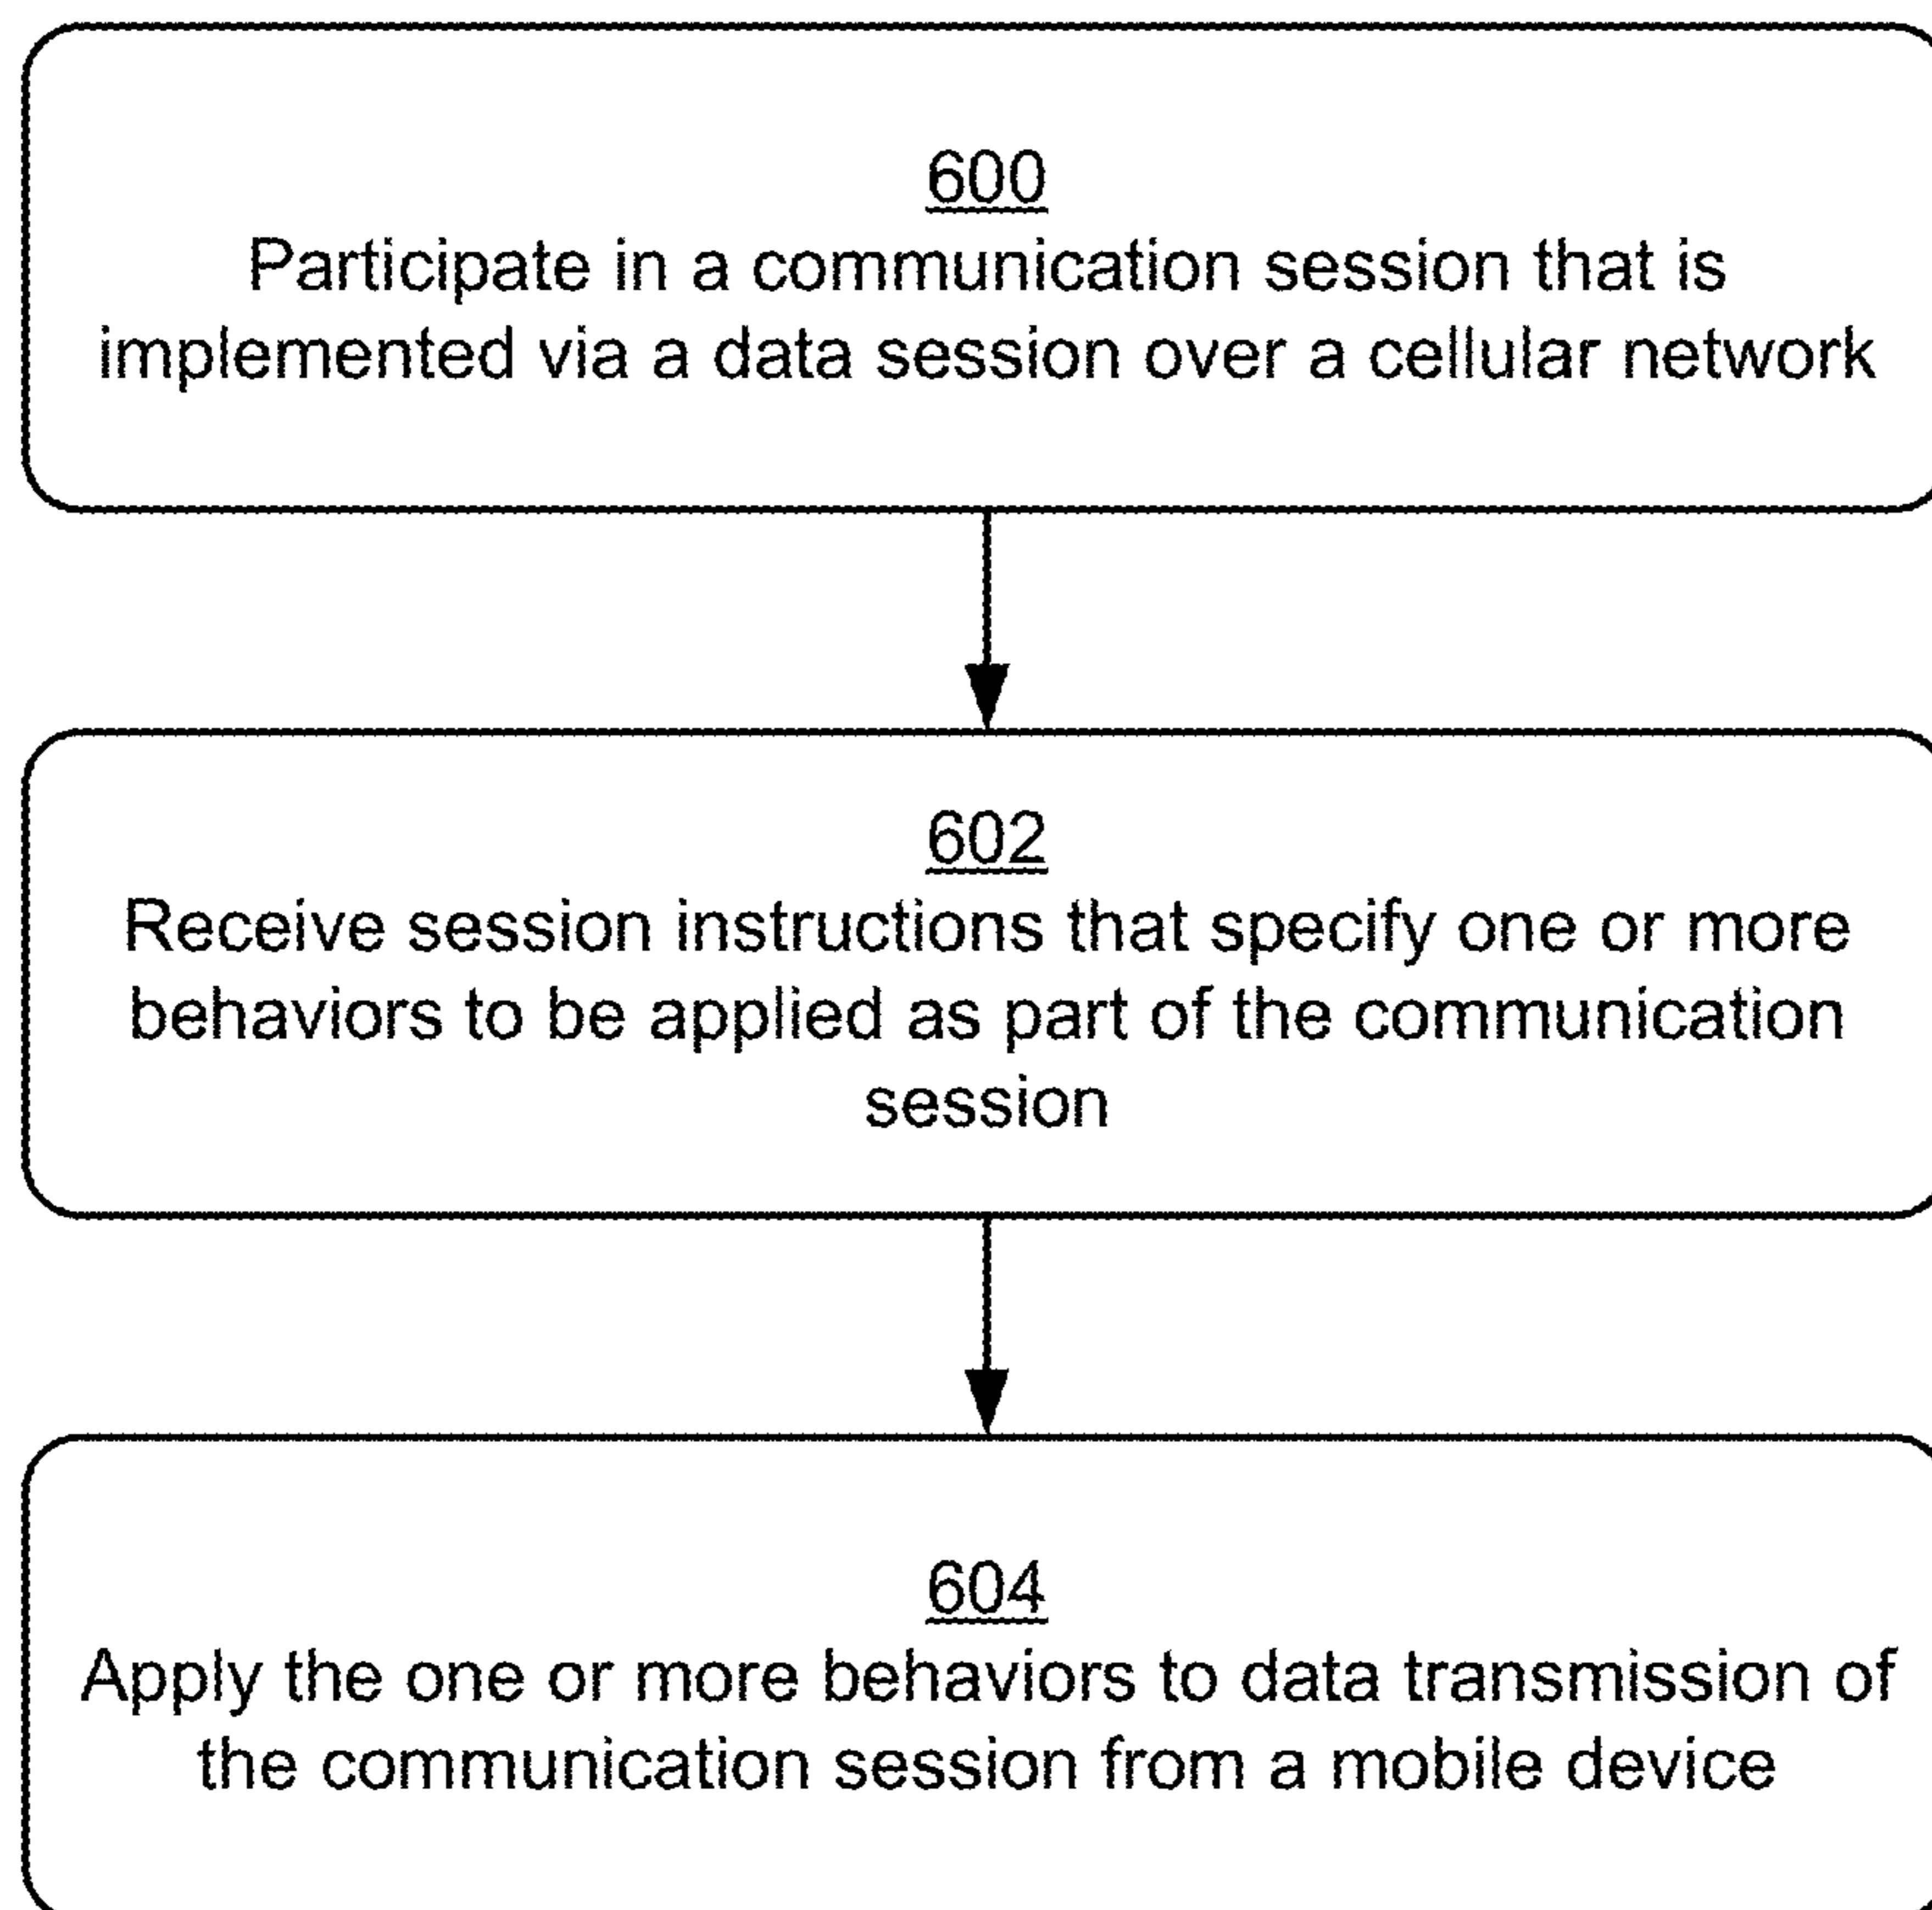 600
Participate in a communication session that is
implemented via a data session over a cellular network
602
Receive session instructions that specify one or more
behaviors to be applied as part of the communication
session
604
Apply the one or more behaviors to data transmission of
the communication session from a mobile device